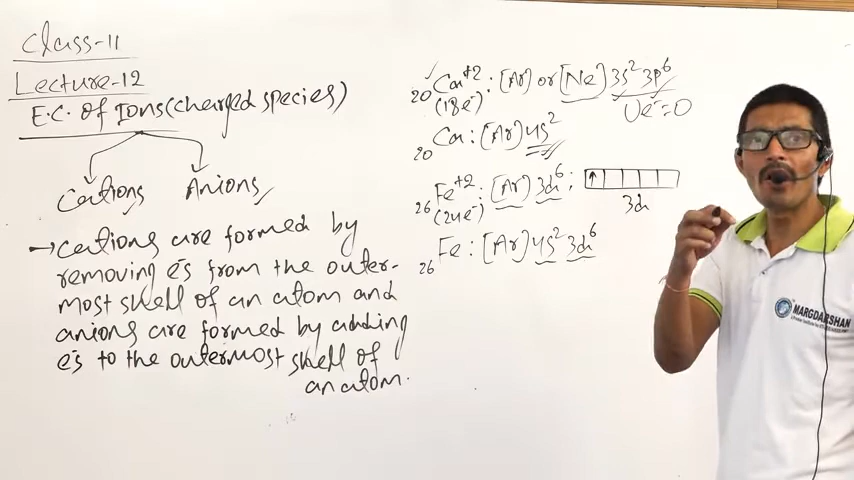 Class-11
Lecture-12
E.C. of Ions (charged species)
Cations Anions
→ Cations are formed by
removing e's from the outer-
most shell of an atom and
anions are formed by adding
e's to the outermost shell of
an atom.
20Ca+2 : [Ar] or [Ne] 3s2 3p6
(18e-) Ue-=0
20Ca : [Ar] 4s2
26Fe+2 : [Ar] 3d6 ; ↑
(24e-) 3d
26Fe : [Ar] 4s2 3d6
MARGDARSHAN